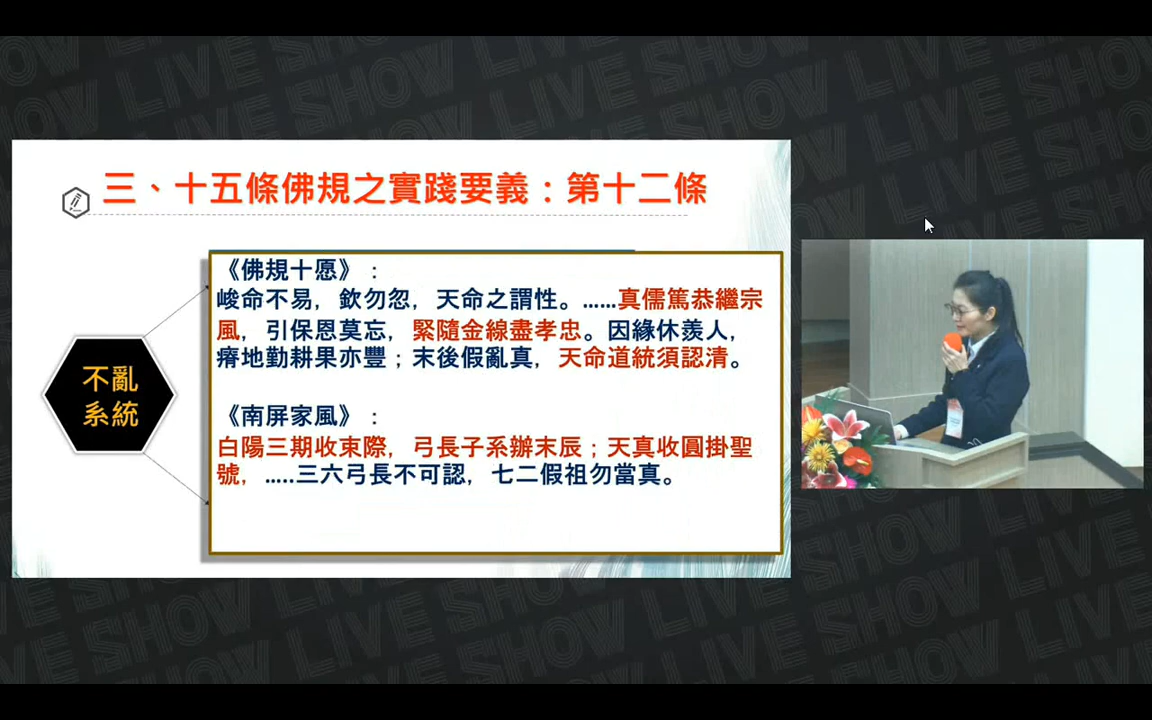 三、十五條佛規之實踐要義：第十二條
不亂
系統
《佛規十愿》：
峻命不易，欽勿忽，天命之謂性。……真儒篤恭繼宗
風，引保恩莫忘，緊隨金線盡孝忠。因緣休羨人，
瘠地勤耕果亦豐；末後假亂真，天命道統須認清。
《南屏家風》：
白陽三期收束際，弓長子系辦末辰；天真收圓掛聖
號，…..三六弓長不可認，七二假祖勿當真。
LIVE SHOW